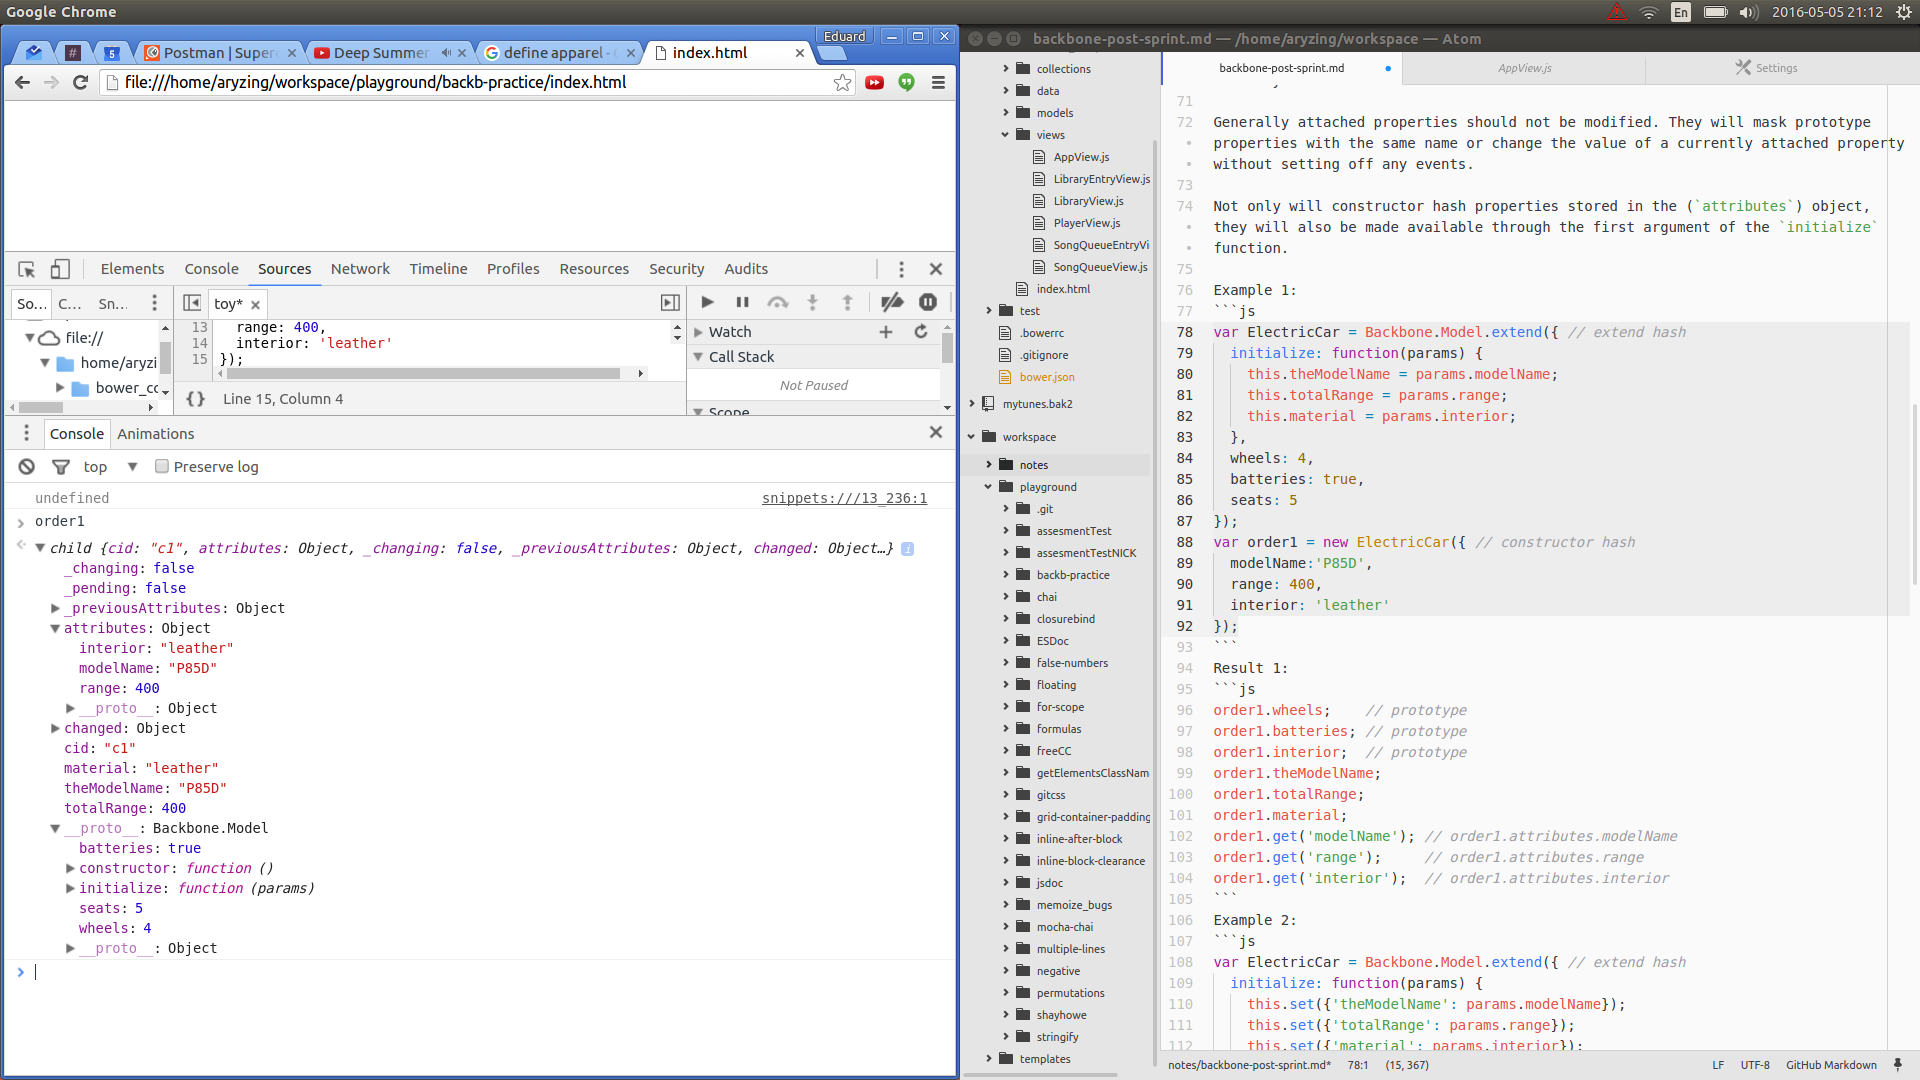 Google Chrome
En
2016-05-05 21:12
Eduard
#
5
Postman | Supe
Deep Summer
define apparel -
index.html
file:///home/aryzing/workspace/playground/backb-practice/index.html
Elements Console Sources Network Timeline Profiles Resources Security Audits
So... C... Sn...
toy*
13 range: 400,
14 interior: 'leather'
15 });
file://
home/aryzi
bower_co
{ } Line 15, Column 4
Watch
Call Stack
Not Paused
Scope
Console Animations
top Preserve log
undefined snippets:///13_236:1
order1
child {cid: "c1", attributes: Object, _changing: false, _previousAttributes: Object, changed: Object…}
_changing: false
_pending: false
_previousAttributes: Object
attributes: Object
interior: "leather"
modelName: "P85D"
range: 400
__proto__: Object
changed: Object
cid: "c1"
material: "leather"
theModelName: "P85D"
totalRange: 400
__proto__: Backbone.Model
batteries: true
constructor: function ()
initialize: function (params)
seats: 5
wheels: 4
__proto__: Object
backbone-post-sprint.md — /home/aryzing/workspace — Atom
collections
data
models
views
AppView.js
LibraryEntryView.js
LibraryView.js
PlayerView.js
SongQueueEntryVi
SongQueueView.js
index.html
test
.bowerrc
.gitignore
bower.json
mytunes.bak2
workspace
notes
playground
.git
assesmentTest
assesmentTestNICK
backb-practice
chai
closurebind
ESDoc
false-numbers
floating
for-scope
formulas
freeCC
getElementsClassNam
gitcss
grid-container-padding
inline-after-block
inline-block-clearance
jsdoc
memoize_bugs
mocha-chai
multiple-lines
negative
permutations
shayhowe
stringify
templates
backbone-post-sprint.md AppView.js Settings
71
72 Generally attached properties should not be modified. They will mask prototype
• properties with the same name or change the value of a currently attached property
• without setting off any events.
73
74 Not only will constructor hash properties stored in the (`attributes`) object,
• they will also be made available through the first argument of the `initialize`
• function.
75
76 Example 1:
77 ```js
78 var ElectricCar = Backbone.Model.extend({ // extend hash
79 initialize: function(params) {
80 this.theModelName = params.modelName;
81 this.totalRange = params.range;
82 this.material = params.interior;
83 },
84 wheels: 4,
85 batteries: true,
86 seats: 5
87 });
88 var order1 = new ElectricCar({ // constructor hash
89 modelName:'P85D',
90 range: 400,
91 interior: 'leather'
92 });
93 ```
94 Result 1:
95 ```js
96 order1.wheels; // prototype
97 order1.batteries; // prototype
98 order1.interior; // prototype
99 order1.theModelName;
100 order1.totalRange;
101 order1.material;
102 order1.get('modelName'); // order1.attributes.modelName
103 order1.get('range'); // order1.attributes.range
104 order1.get('interior'); // order1.attributes.interior
105 ```
106 Example 2:
107 ```js
108 var ElectricCar = Backbone.Model.extend({ // extend hash
109 initialize: function(params) {
110 this.set({'theModelName': params.modelName});
111 this.set({'totalRange': params.range});
112 this.set({'material': params.interior});
notes/backbone-post-sprint.md* 78:1 (15, 367) LF UTF-8 GitHub Markdown